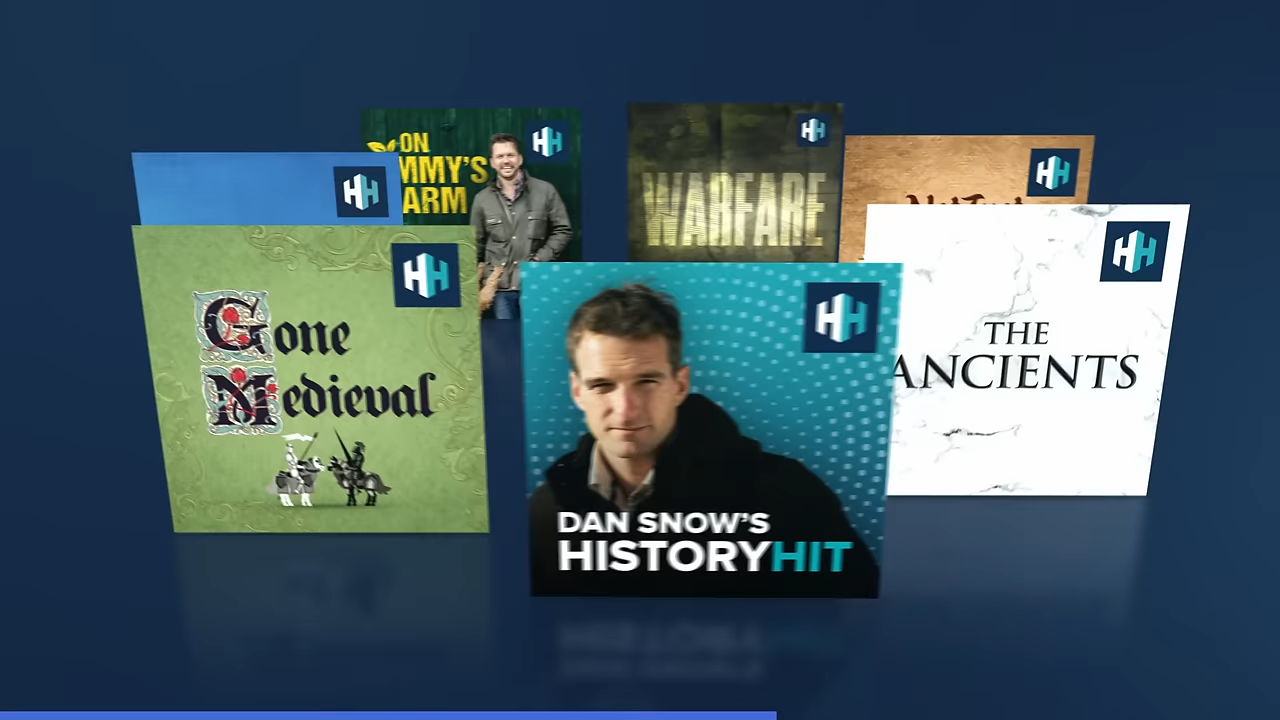 ON
MMY'S
ARM
WARFARE
Gone
Medieval
THE
ANCIENTS
DAN SNOW'S
HISTORYHIT